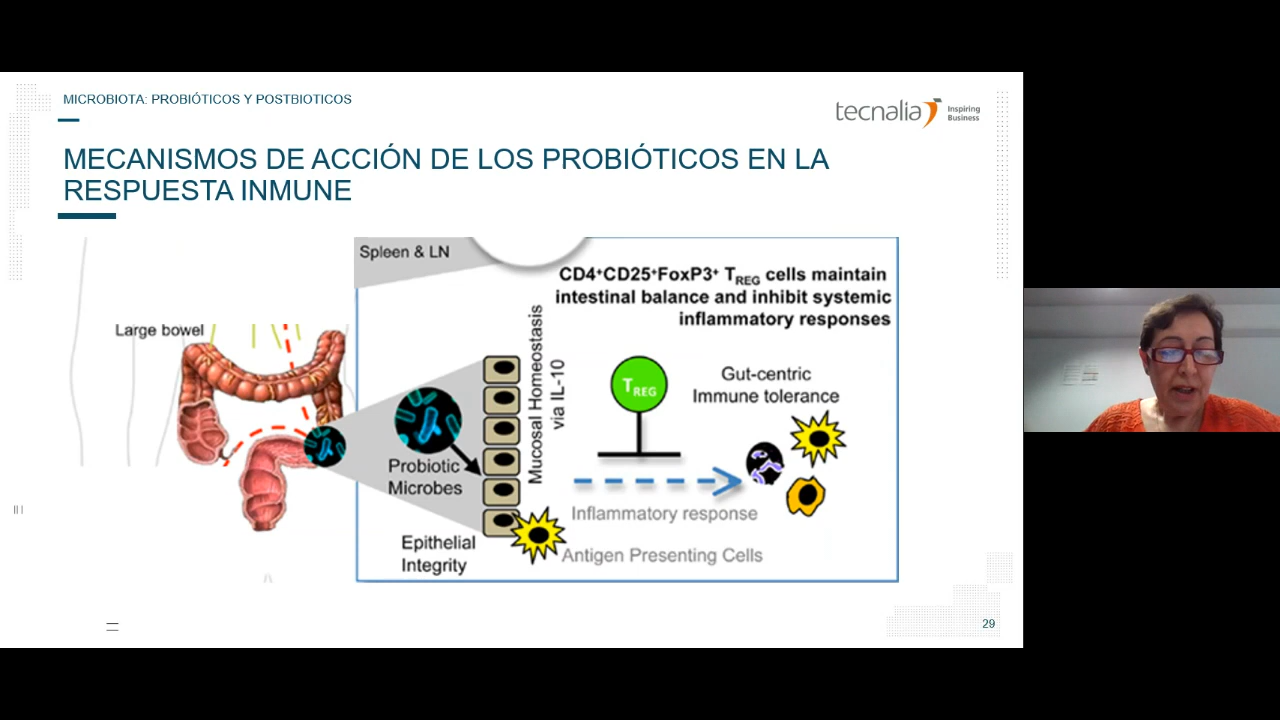 MICROBIOTA: PROBIÓTICOS Y POSTBIOTICOS
tecnalia Inspiring
Business
MECANISMOS DE ACCIÓN DE LOS PROBIÓTICOS EN LA
RESPUESTA INMUNE
Spleen & LN
CD4⁺CD25⁺FoxP3⁺ TREG cells maintain
intestinal balance and inhibit systemic
inflammatory responses
Large bowel
Mucosal Homeostasis
via IL-10
TREG
Gut-centric
Immune tolerance
Probiotic
Microbes
Inflammatory response
Epithelial
Integrity
Antigen Presenting Cells
29